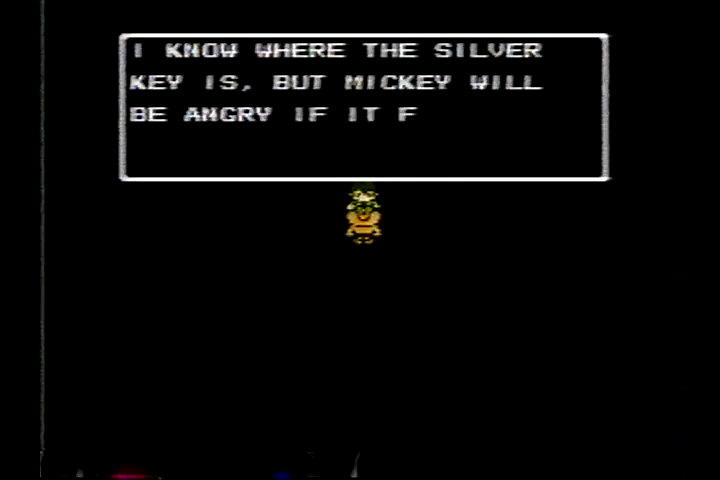 I KNOW WHERE THE SILVER
KEY IS, BUT MICKEY WILL
BE ANGRY IF IT F